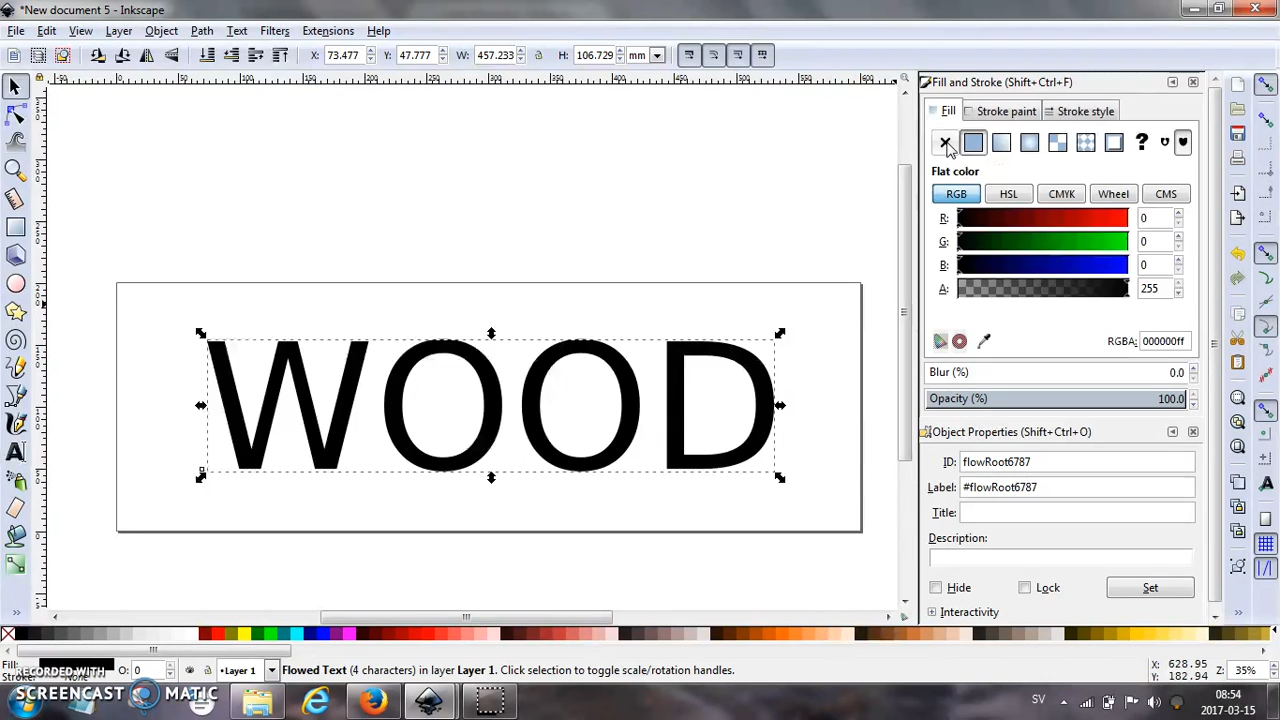 *New document 5 - Inkscape
File Edit View Layer Object Path Text Filters Extensions Help
X: 73.477 Y: 47.777 W: 457.233 H: 106.729 mm
Fill and Stroke (Shift+Ctrl+F)
Fill Stroke paint Stroke style
?
Flat color
RGB HSL CMYK Wheel CMS
R: 0
G: 0
B: 0
A: 255
RGBA: 000000ff
Blur (%) 0.0
Opacity (%) 100.0
WOOD
Object Properties (Shift+Ctrl+O)
ID: flowRoot6787
Label: #flowRoot6787
Title:
Description:
Hide Lock Set
Interactivity
Fill:
Stroke: None
O: 0
Layer 1
Flowed Text (4 characters) in layer Layer 1. Click selection to toggle scale/rotation handles.
X: 628.95
Y: 182.94
Z: 35%
RECORDED WITH
SCREENCAST MATIC
SV
08:54
2017-03-15